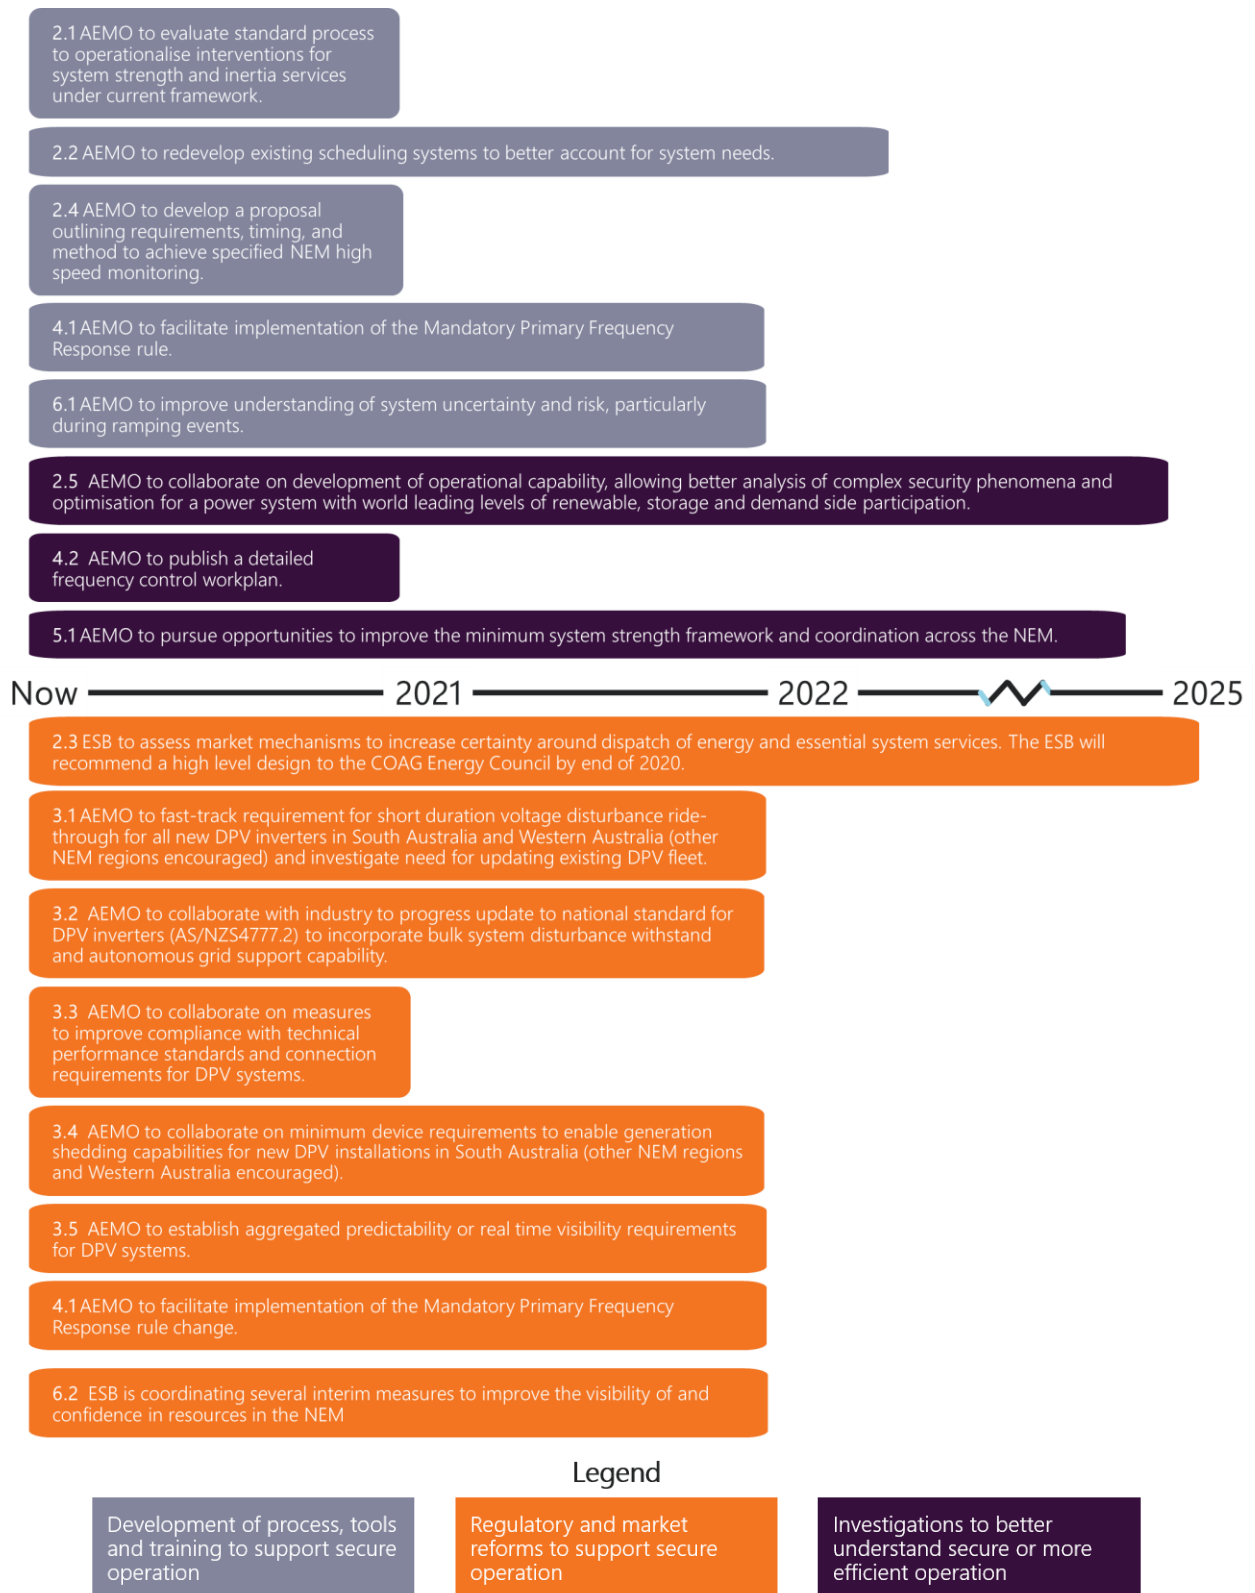 2.1 AEMO to evaluate standard process
to operationalise interventions for
system strength and inertia services
under current framework.
2.2 AEMO to redevelop existing scheduling systems to better account for system needs.
2.4 AEMO to develop a proposal
outlining requirements, timing, and
method to achieve specified NEM high
speed monitoring.
4.1 AEMO to facilitate implementation of the Mandatory Primary Frequency
Response rule.
6.1 AEMO to improve understanding of system uncertainty and risk, particularly
during ramping events.
2.5 AEMO to collaborate on development of operational capability, allowing better analysis of complex security phenomena and
optimisation for a power system with world leading levels of renewable, storage and demand side participation.
4.2 AEMO to publish a detailed
frequency control workplan.
5.1 AEMO to pursue opportunities to improve the minimum system strength framework and coordination across the NEM.
Now 2021 2022 2025
2.3 ESB to assess market mechanisms to increase certainty around dispatch of energy and essential system services. The ESB will
recommend a high level design to the COAG Energy Council by end of 2020.
3.1 AEMO to fast-track requirement for short duration voltage disturbance ride-
through for all new DPV inverters in South Australia and Western Australia (other
NEM regions encouraged) and investigate need for updating existing DPV fleet.
3.2 AEMO to collaborate with industry to progress update to national standard for
DPV inverters (AS/NZS4777.2) to incorporate bulk system disturbance withstand
and autonomous grid support capability.
3.3 AEMO to collaborate on measures
to improve compliance with technical
performance standards and connection
requirements for DPV systems.
3.4 AEMO to collaborate on minimum device requirements to enable generation
shedding capabilities for new DPV installations in South Australia (other NEM regions
and Western Australia encouraged).
3.5 AEMO to establish aggregated predictability or real time visibility requirements
for DPV systems.
4.1 AEMO to facilitate implementation of the Mandatory Primary Frequency
Response rule change.
6.2 ESB is coordinating several interim measures to improve the visibility of and
confidence in resources in the NEM
Legend
Development of process, tools
and training to support secure
operation
Regulatory and market
reforms to support secure
operation
Investigations to better
understand secure or more
efficient operation